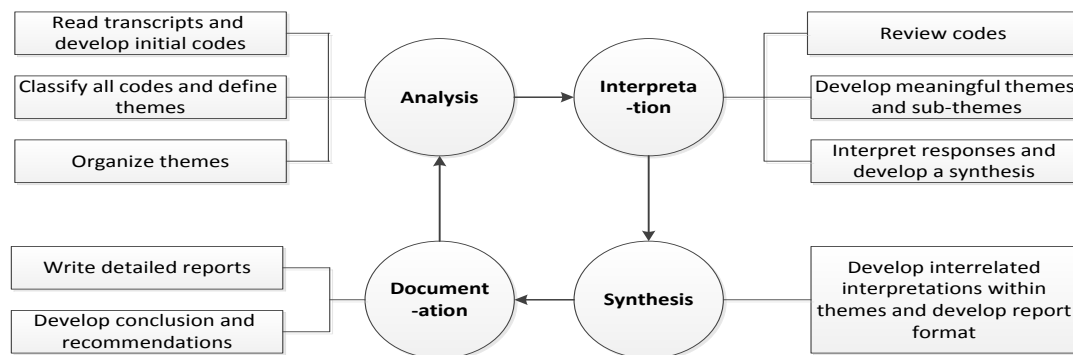 Read transcripts and
develop initial codes
Classify all codes and define
themes
Organize themes
Analysis
Interpreta
-tion
Review codes
Develop meaningful themes
and sub-themes
Interpret responses and
develop a synthesis
Write detailed reports
Develop conclusion and
recommendations
Document
-ation
Synthesis
Develop interrelated
interpretations within
themes and develop report
format